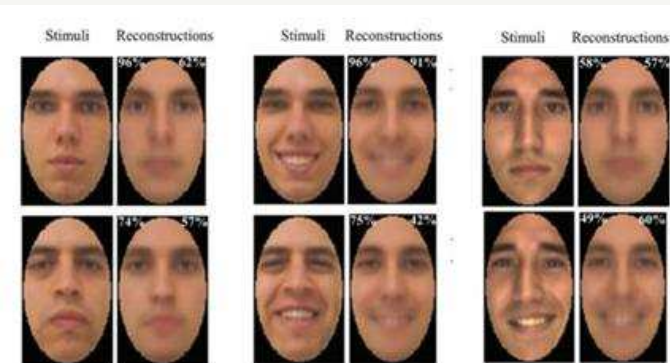 Stimuli Reconstructions Stimuli Reconstructions Stimuli Reconstructions
96% 62% 96% 91% 58% 57%
74% 57% 75% 42% 49% 60%